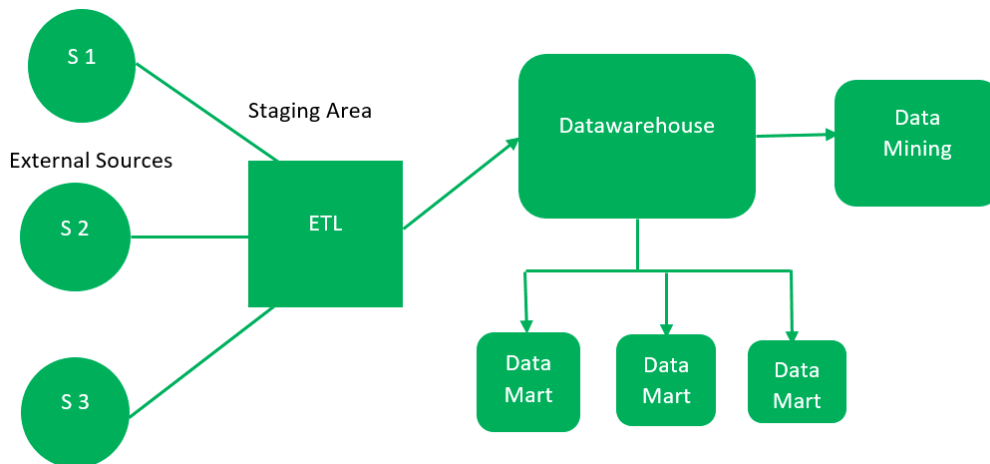 S 1
External Sources
S 2
S 3
Staging Area
ETL
Datawarehouse
Data
Mining
Data
Mart
Data
Mart
Data
Mart